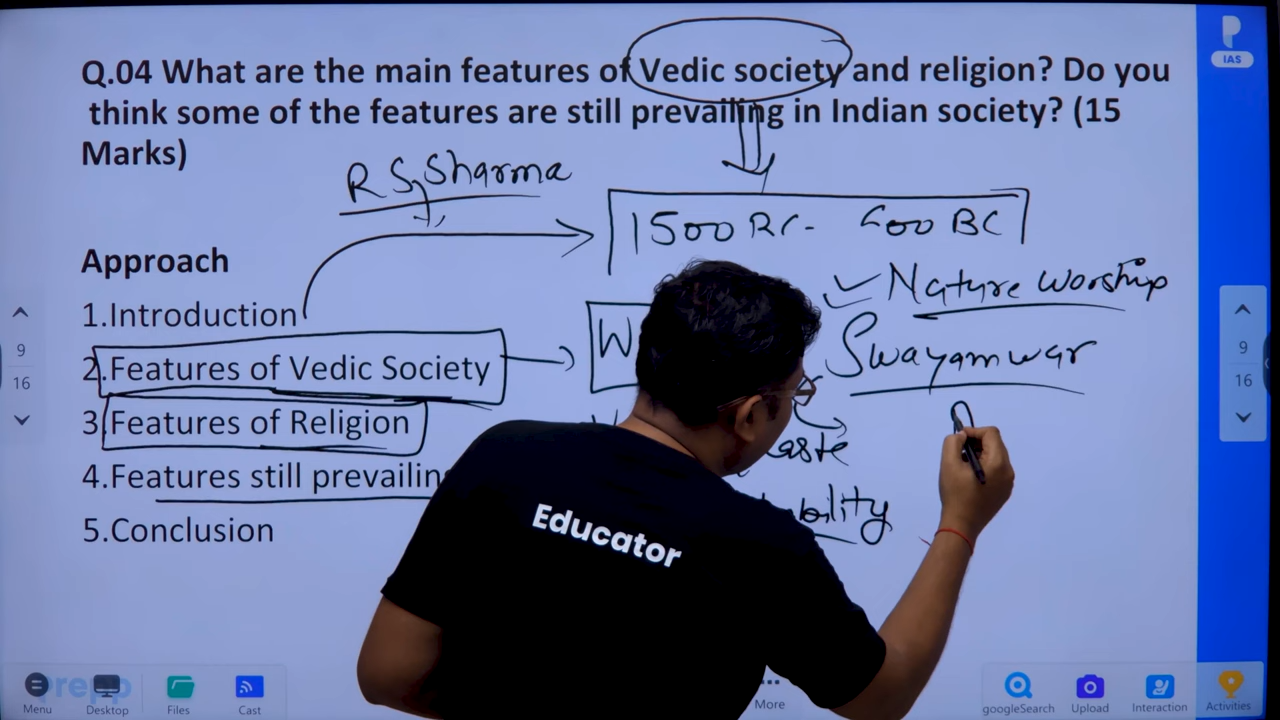 Q.04 What are the main features of Vedic society and religion? Do you
think some of the features are still prevailing in Indian society? (15
Marks)
IAS
R S Sharma
1500 BC - 600 BC
Approach
Nature Worship
1.Introduction
Swayamwar
2.Features of Vedic Society
3.Features of Religion
4.Features still prevailin
5.Conclusion
9
16
9
16
Educator
Prepp
Menu
Desktop
Files
Cast
More
googleSearch
Upload
Interaction
Activities